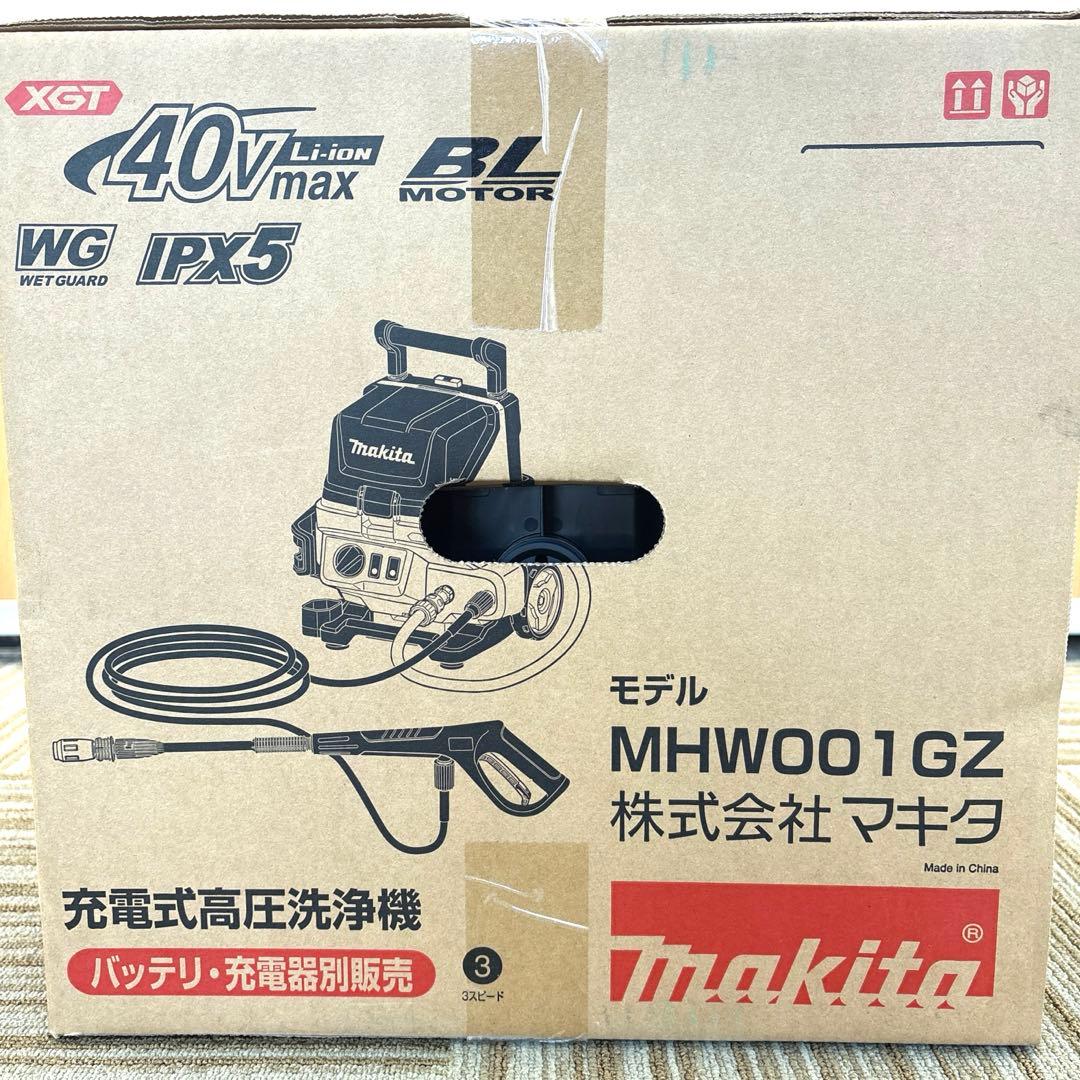 XGT
40Vmax Li-ion
BL MOTOR
WG
WET GUARD
IPX5
makita
モデル
MHW001GZ
株式会社 マキタ
Made in China
充電式高圧洗浄機
バッテリ・充電器別販売
3
3スピード
makita®